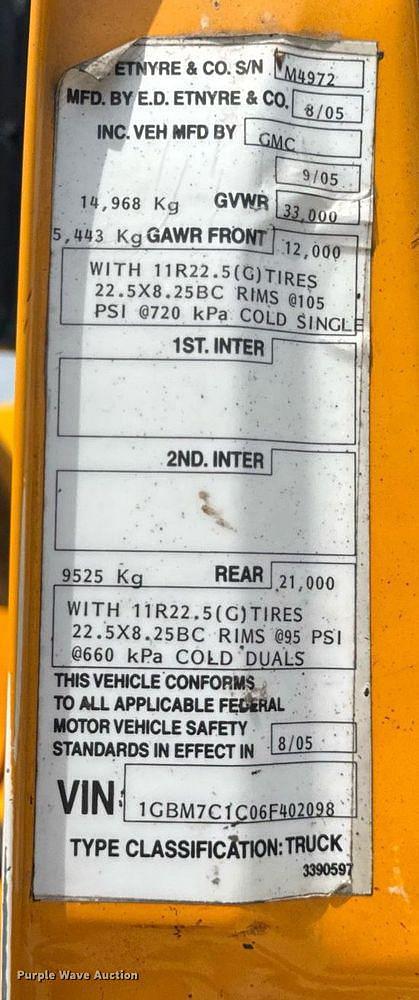 ETNYRE & CO. S/N M4972
MFD. BY E.D. ETNYRE & CO. 8/05
INC. VEH MFD BY GMC
9/05
14,968 Kg GVWR 33,000
5,443 Kg GAWR FRONT 12,000
WITH 11R22.5(G)TIRES
22.5X8.25BC RIMS @105
PSI @720 kPa COLD SINGLE
1ST. INTER
2ND. INTER
9525 Kg REAR 21,000
WITH 11R22.5(G)TIRES
22.5X8.25BC RIMS @95 PSI
@660 kPa COLD DUALS
THIS VEHICLE CONFORMS
TO ALL APPLICABLE FEDERAL
MOTOR VEHICLE SAFETY
STANDARDS IN EFFECT IN 8/05
VIN: 1GBM7C1C06F402098
TYPE CLASSIFICATION: TRUCK
3390597
Purple Wave Auction